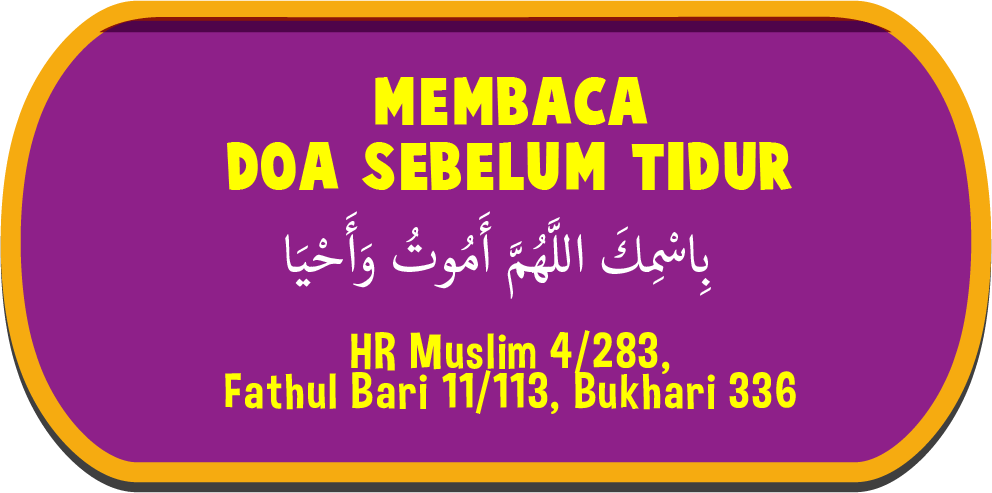 MEMBACA
DOA SEBELUM TIDUR
بِاسْمِكَ اللَّهُمَّ أَمُوتُ وَأَحْيَا
HR Muslim 4/283,
Fathul Bari 11/113, Bukhari 336